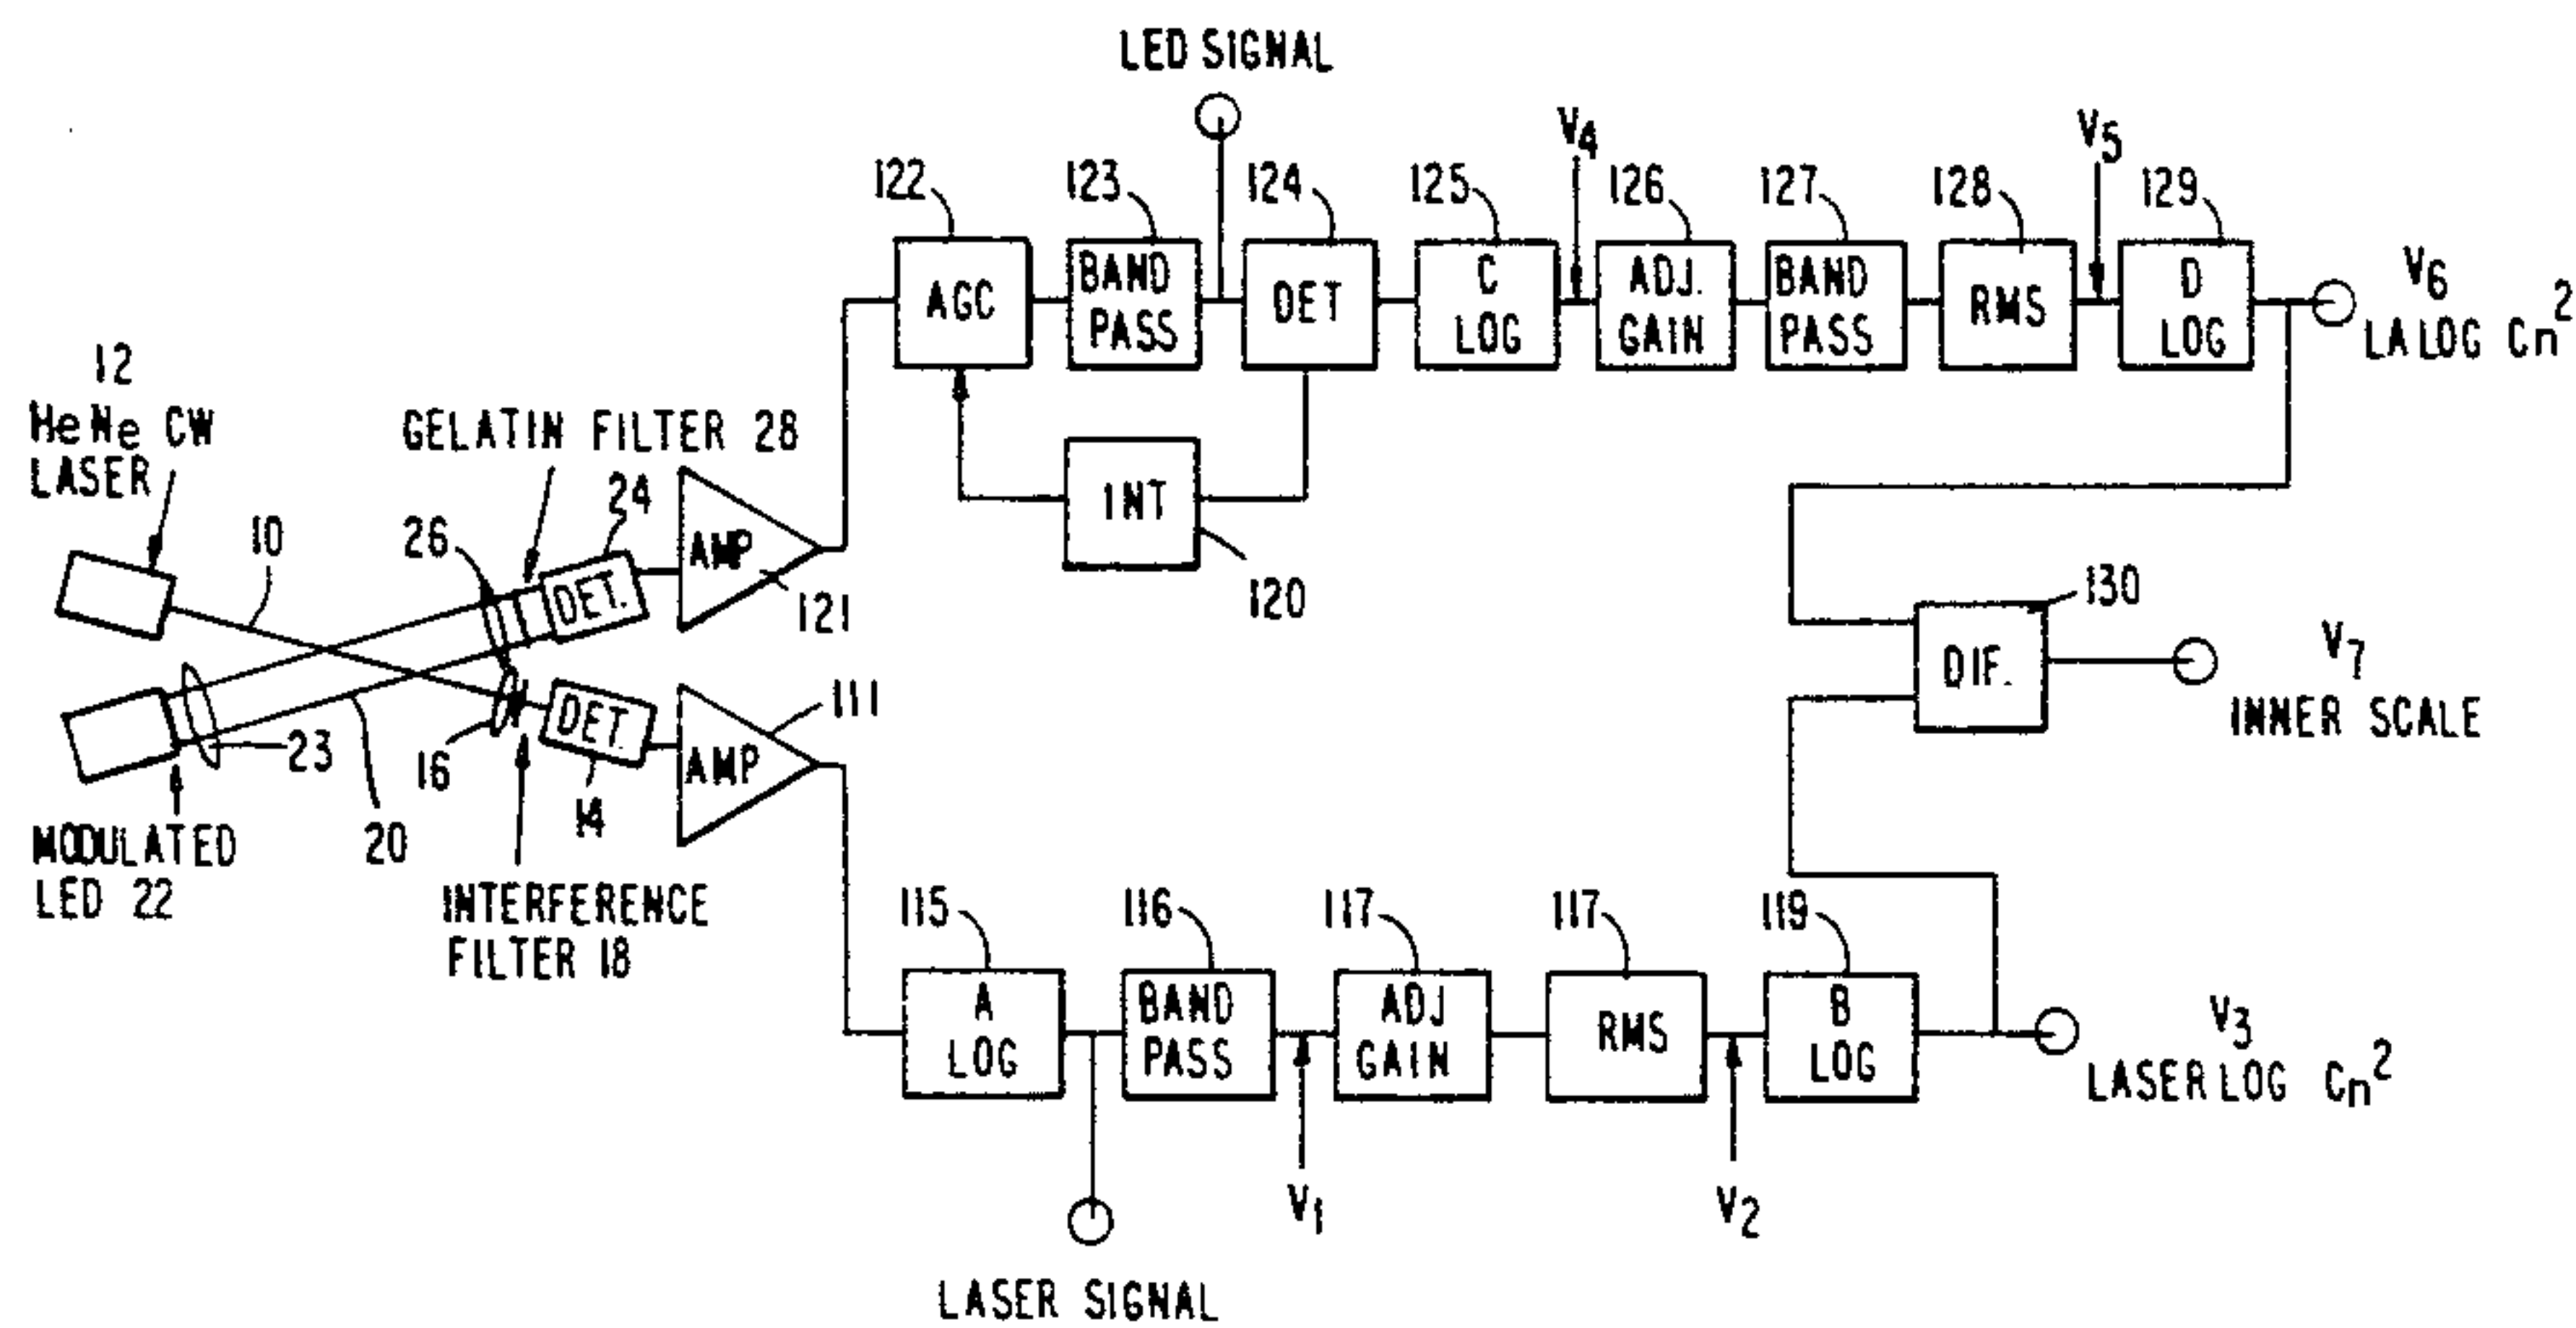 LED SIGNAL
122
123
124
125
V4
126
127
128
V5
129
AGC
BAND
PASS
DET
C
LOG
ADJ.
GAIN
BAND
PASS
RMS
D
LOG
V6
LA LOG Cn²
12
HeNe CW
LASER
GELATIN FILTER 28
24
INT
120
10
26
DET.
AMP
121
130
DIF.
V7
INNER SCALE
23
16
DET.
14
AMP
111
MODULATED
LED 22
20
INTERFERENCE
FILTER 18
115
116
117
117
119
A
LOG
BAND
PASS
ADJ
GAIN
RMS
B
LOG
V3
LASER LOG Cn²
V1
V2
LASER SIGNAL